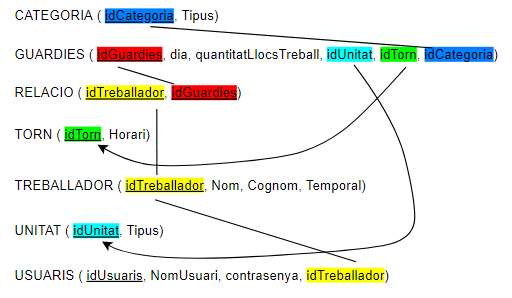 CATEGORIA ( idCategoria, Tipus)
GUARDIES ( idGuardies, dia, quantitatLlocsTreball, idUnitat, idTorn, idCategoria)
RELACIO ( idTreballador, idGuardies)
TORN ( idTorn, Horari)
TREBALLADOR ( idTreballador, Nom, Cognom, Temporal)
UNITAT ( idUnitat, Tipus)
USUARIS ( idUsuaris, NomUsuari, contrasenya, idTreballador)